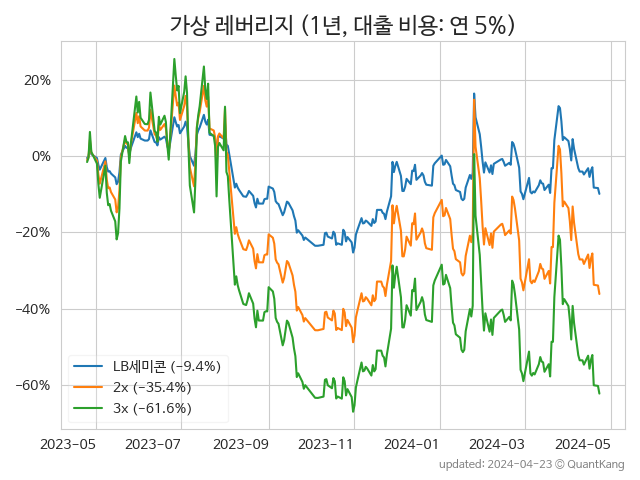 가상 레버리지 (1년, 대출 비용: 연 5%)
20%
0%
−20%
−40%
−60%
LB세미콘 (−9.4%)
2x (−35.4%)
3x (−61.6%)
2023-05 2023-07 2023-09 2023-11 2024-01 2024-03 2024-05
updated: 2024-04-23 © QuantKang